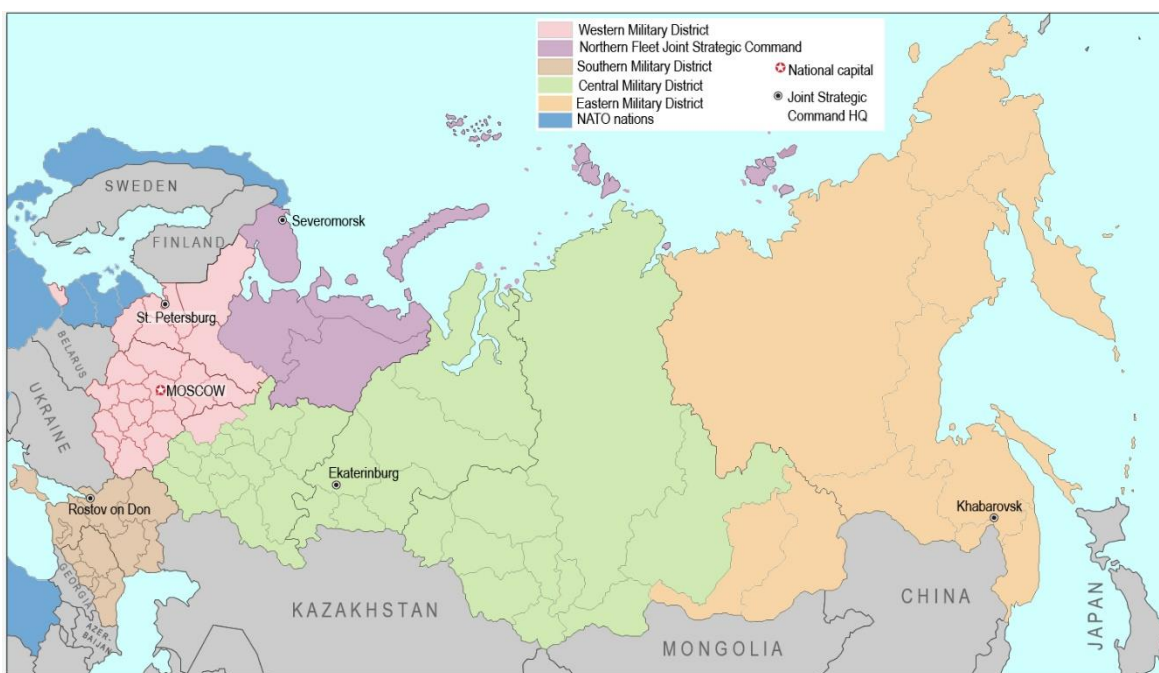 Western Military District
Northern Fleet Joint Strategic Command
Southern Military District
National capital
Central Military District
Joint Strategic
Command HQ
Eastern Military District
NATO nations
SWEDEN
Severomorsk
FINLAND
St. Petersburg
BELARUS
MOSCOW
UKRAINE
Ekaterinburg
Rostov on Don
Khabarovsk
GEORGIA
AZER-
BAIJAN
KAZAKHSTAN
CHINA
MONGOLIA
JAPAN